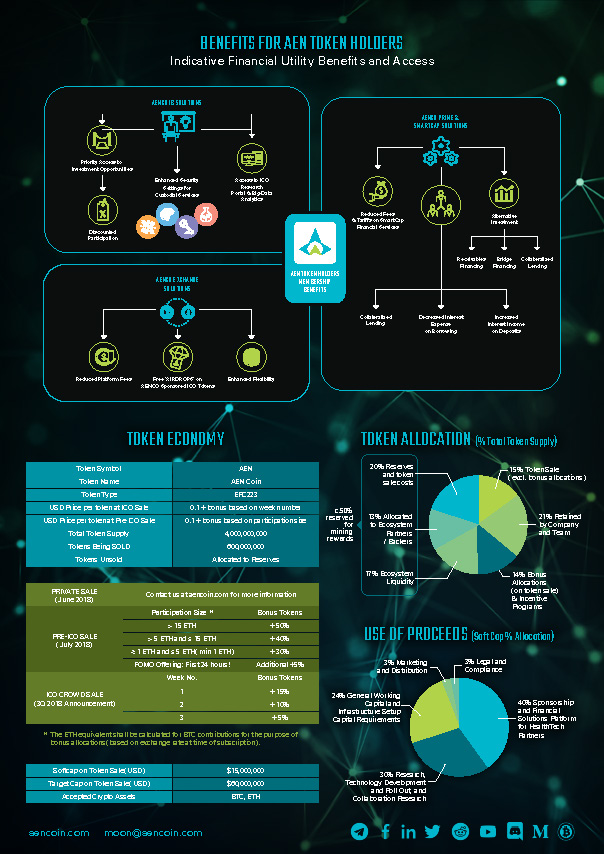 BENEFITS FOR AEN TOKEN HOLDERS
Indicative Financial Utility Benefits and Access
AENCO IB SOLUTIONS
Priority Access to
Investment Opportunities
Discounted
Participation
Enhanced Security
Settings for
Custodial Services
Access to ICO
Research
Portal & Big Data
Analytics
AENCO PRIME &
SMARTCAP SOLUTIONS
Reduced Fees
& Tariffs on SmartCap
Financial Services
Alternative
Investment
Receivables
Financing
Bridge
Financing
Collateralised
Lending
Collateralised
Lending
Decreased Interest
Expense
on Borrowing
Increased
Interest Income
on Deposits
AEN TOKENHOLDERS
MEMBERSHIP
BENEFITS
AENCO EXCHANGE
SOLUTIONS
Reduced Platform Fees
Free "AIRDROPS" on
AENCO Sponsored ICO Tokens
Enhanced Flexibility
TOKEN ECONOMY
Token Symbol AEN
Token Name AEN Coin
Token Type ERC223
USD Price per token at ICO Sale 0.1 + bonus based on week number
USD Price per token at Pre ICO Sale 0.1 + bonus based on participation size
Total Token Supply 4,000,000,000
Tokens Being SOLD 600,000,000
Tokens Unsold Allocated to Reserves
PRIVATE SALE
(June 2018)
Contact us at aencoin.com for more information
PRE-ICO SALE
(July 2018)
Participation Size * Bonus Tokens
> 15 ETH +50%
> 5 ETH and ≤ 15 ETH +40%
≥ 1 ETH and ≤ 5 ETH (min 1 ETH) +30%
FOMO Offering: First 24 hours! Additional +5%
ICO CROWDSALE
(3Q 2018 Announcement)
Week No. Bonus Tokens
1 +15%
2 +10%
3 +5%
* The ETH equivalent shall be calculated for BTC contributions for the purpose of
bonus allocations (based on exchange rate at time of subscription).
Softcap on Token Sale (USD) $15,000,000
Target Cap on Token Sale (USD) $60,000,000
Accepted Crypto Assets BTC, ETH
TOKEN ALLOCATION (% Total Token Supply)
20% Reserves
and token
sale costs
13% Allocated
to Ecosystem
Partners
/ Backers
17% Ecosystem
Liquidity
c.50%
reserved
for
mining
rewards
15% Token Sale
(excl. bonus allocations)
21% Retained
by Company
and Team
14% Bonus
Allocations
(on token sale)
& Incentive
Programs
USE OF PROCEEDS (Soft Cap % Allocation)
3% Marketing
and Distribution
3% Legal and
Compliance
24% General Working
Capital and
Infrastructure Setup
Capital Requirements
40% Sponsorship
and Financial
Solutions Platform
for HealthTech
Partners
30% Research,
Technology Development
and Roll Out, and
Collaboration Research
aencoin.com moon@aencoin.com